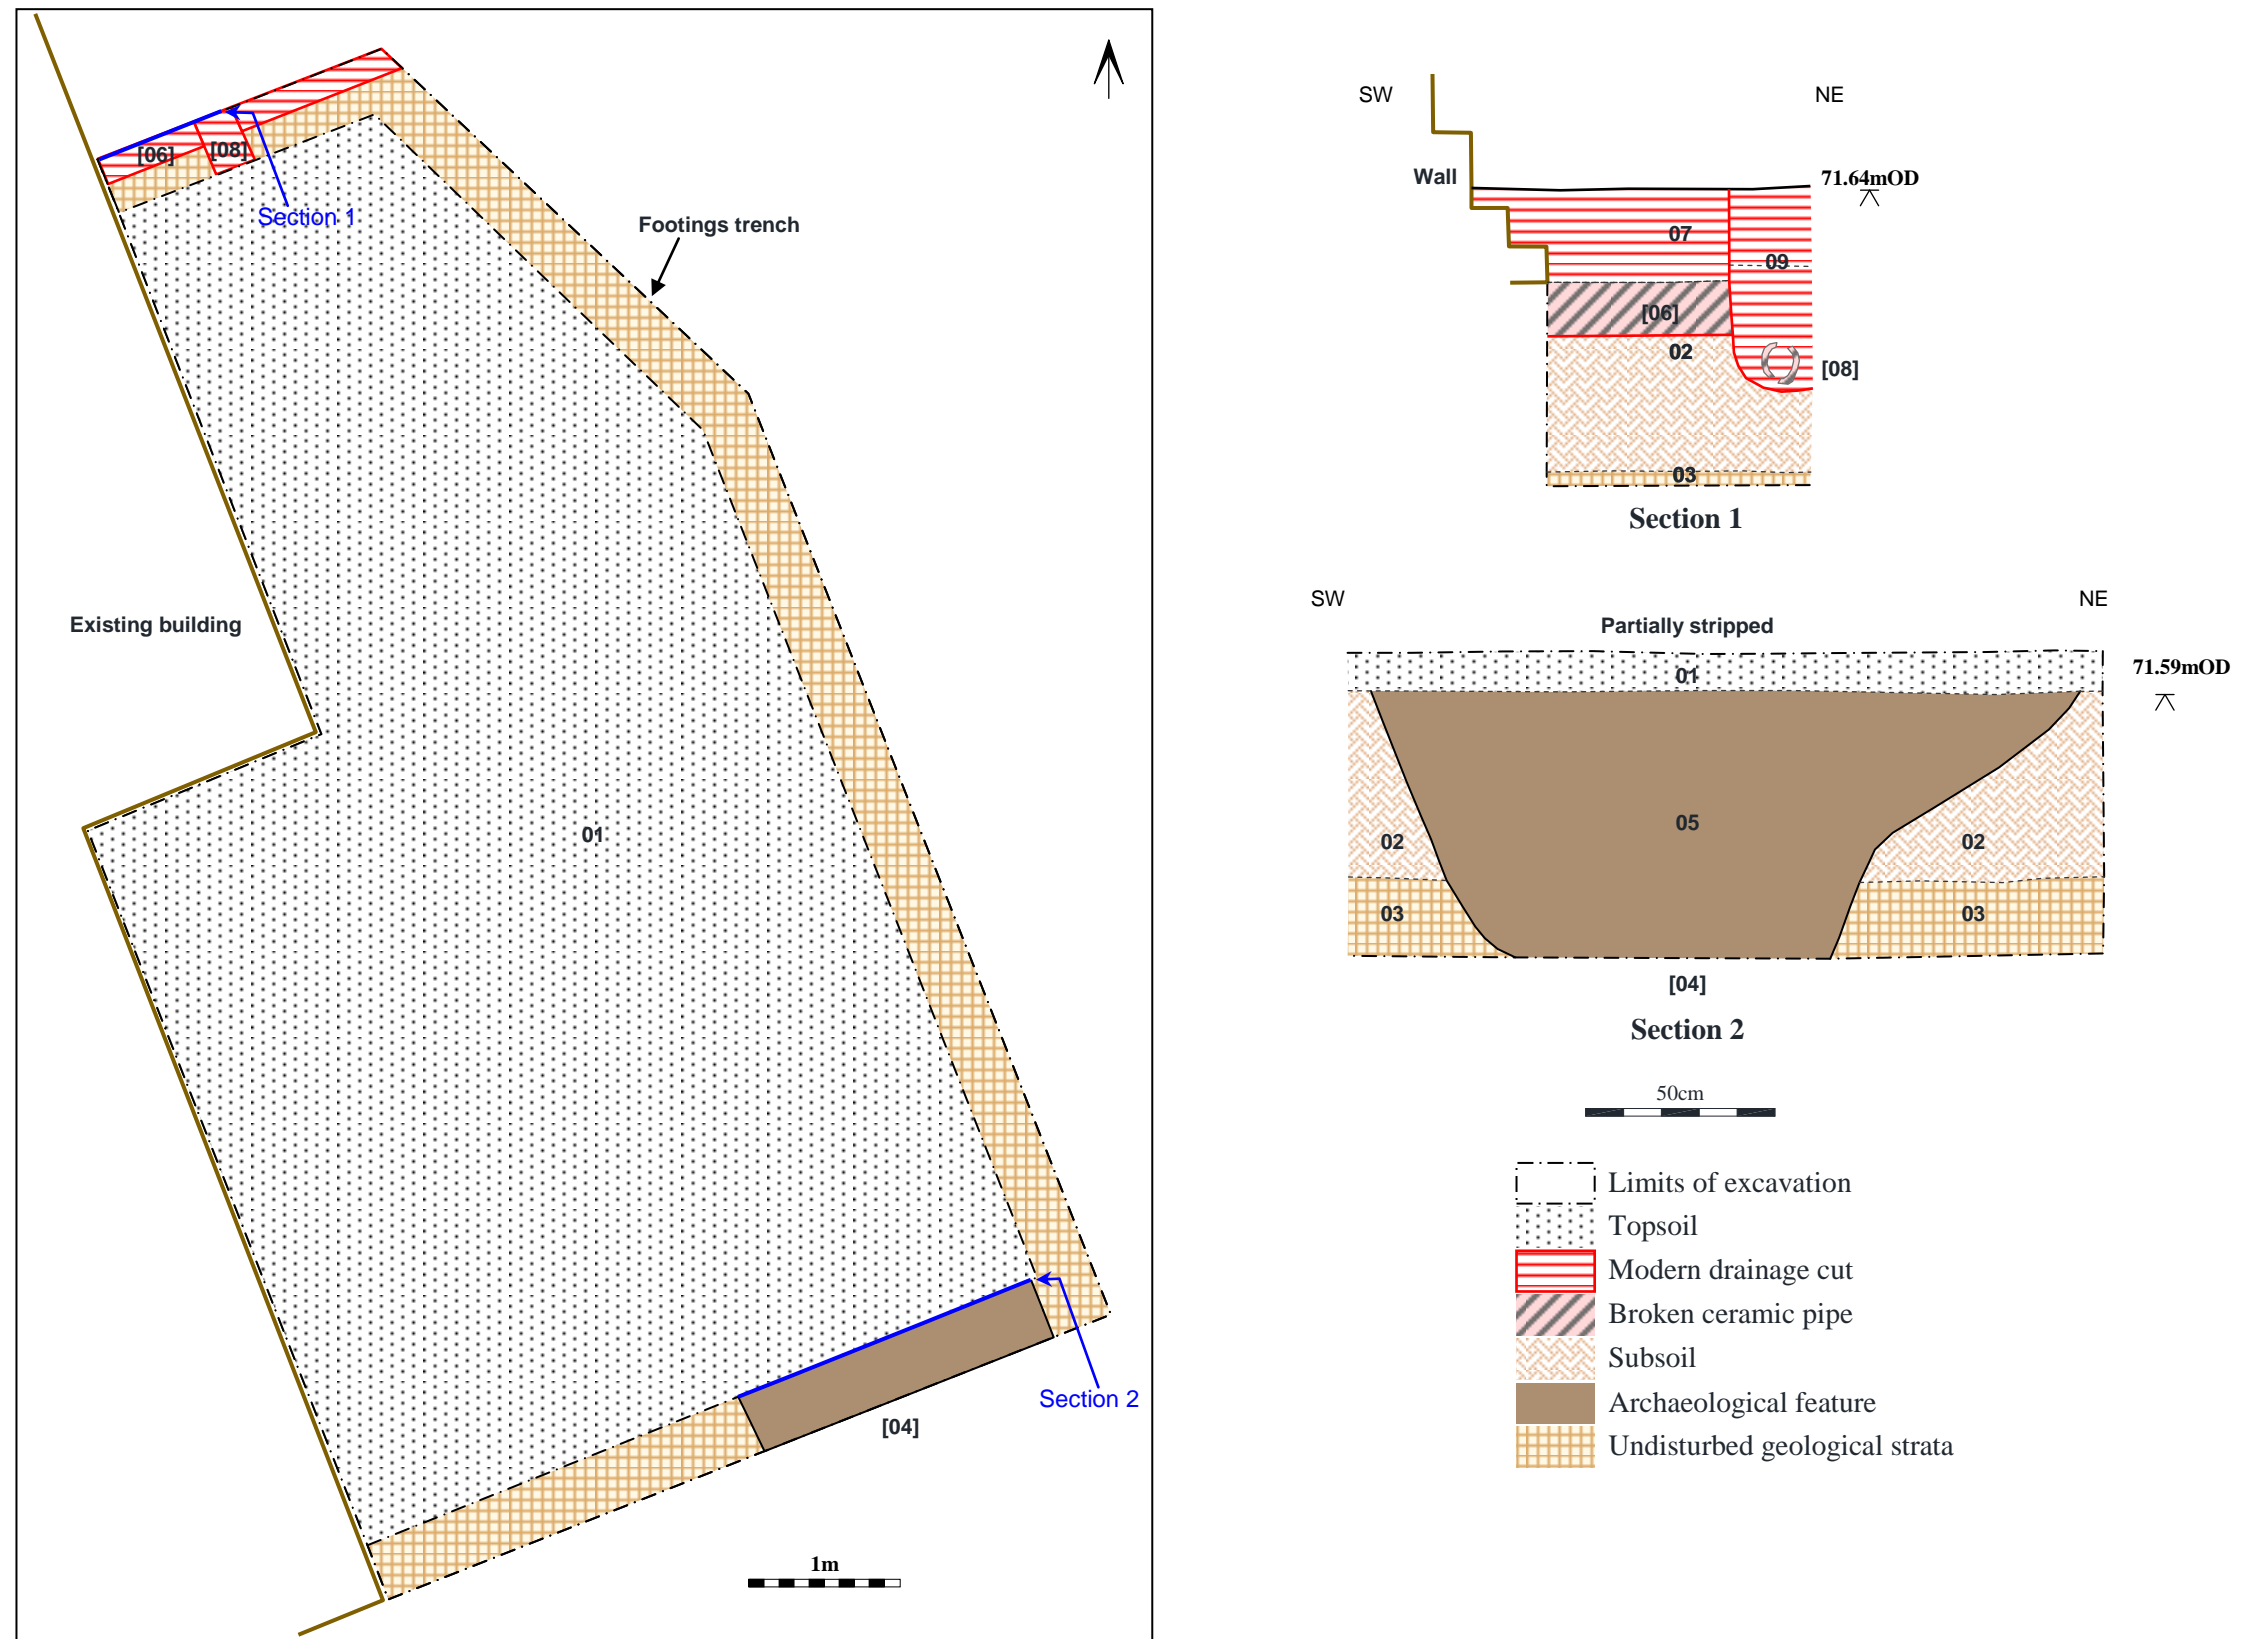 [06]
[08]
Section 1
Footings trench
Existing building
01
Section 2
[04]
1m
SW
NE
Wall
71.64mOD
07
09
[06]
02
[08]
03
Section 1
SW
NE
Partially stripped
01
71.59mOD
05
02
02
03
03
[04]
Section 2
50cm
Limits of excavation
Topsoil
Modern drainage cut
Broken ceramic pipe
Subsoil
Archaeological feature
Undisturbed geological strata